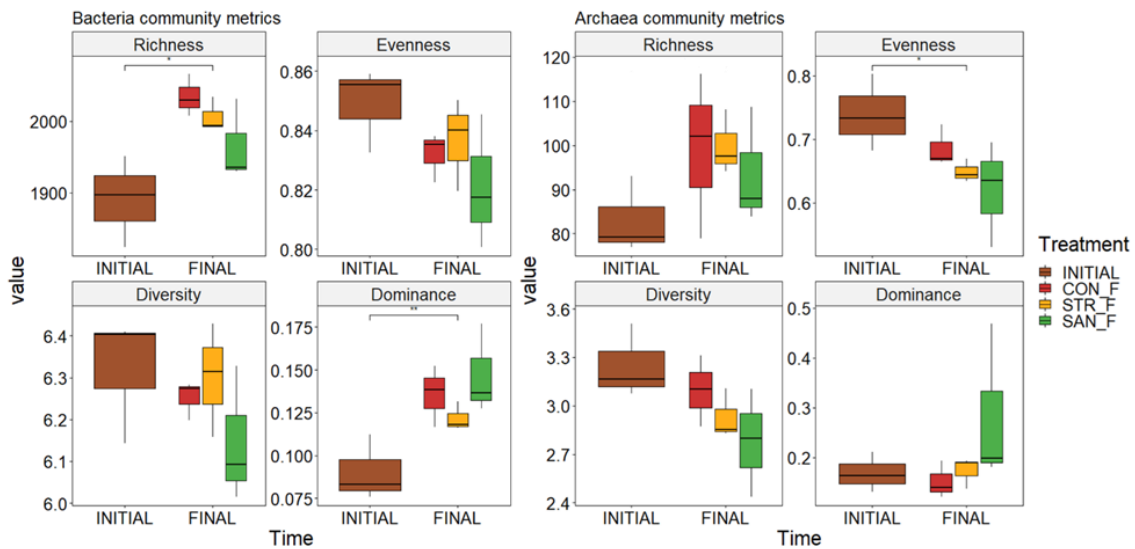 Bacteria community metrics
Archaea community metrics
Richness
Evenness
Richness
Evenness
*
*
2000
1900
0.86
0.84
0.82
0.80
120
110
100
90
80
0.8
0.7
0.6
INITIAL
FINAL
INITIAL
FINAL
INITIAL
FINAL
INITIAL
FINAL
value
value
Diversity
Dominance
Diversity
Dominance
**
6.4
6.3
6.2
6.1
6.0
0.175
0.150
0.125
0.100
0.075
3.6
3.3
3.0
2.7
2.4
0.5
0.4
0.3
0.2
INITIAL
FINAL
INITIAL
FINAL
INITIAL
FINAL
INITIAL
FINAL
Time
Time
Treatment
INITIAL
CON_F
STR_F
SAN_F